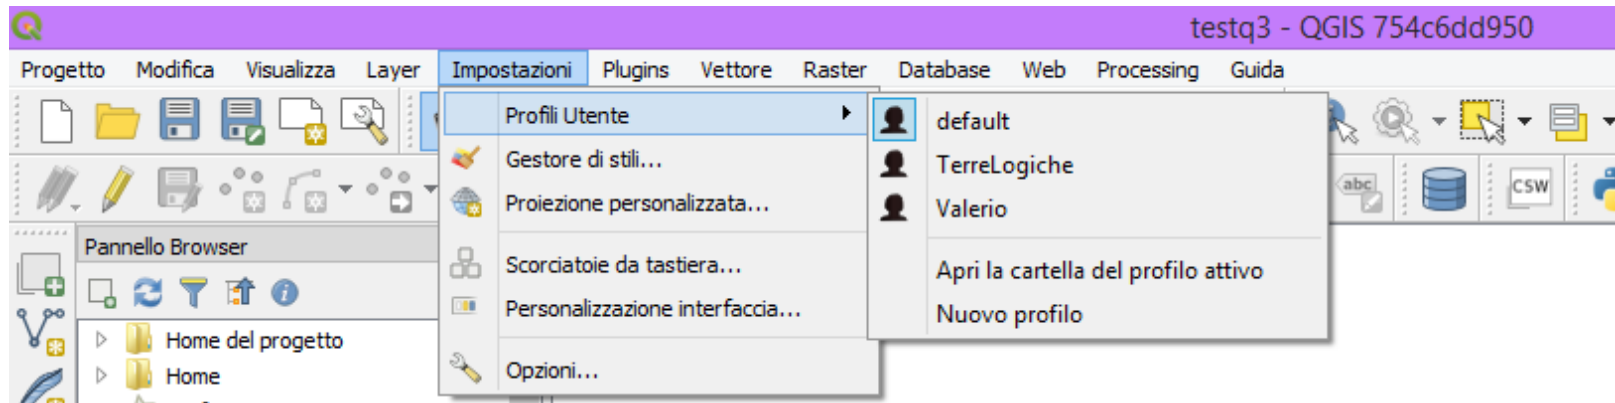 testq3 - QGIS 754c6dd950
Progetto Modifica Visualizza Layer Impostazioni Plugins Vettore Raster Database Web Processing Guida
Profili Utente
Gestore di stili...
Proiezione personalizzata...
Scorciatoie da tastiera...
Personalizzazione interfaccia...
Opzioni...
default
TerreLogiche
Valerio
Apri la cartella del profilo attivo
Nuovo profilo
abc
CSW
Pannello Browser
Home del progetto
Home